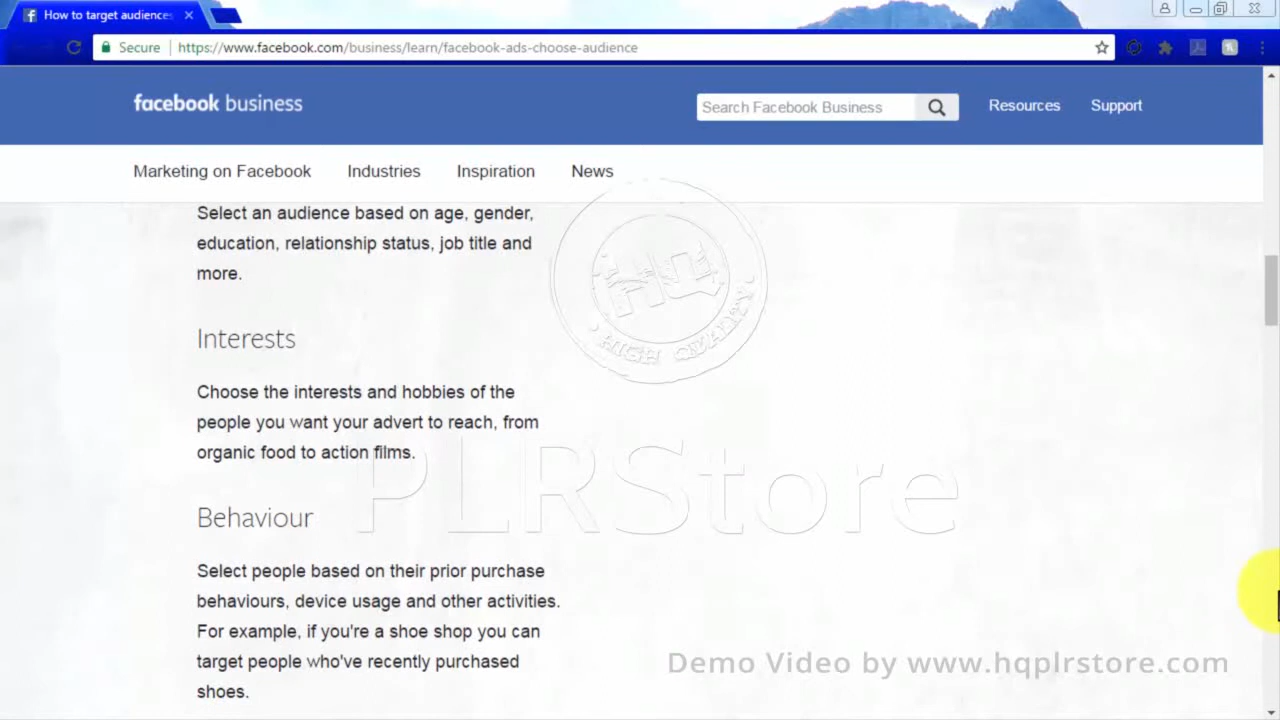 How to target audiences
Secure
https://www.facebook.com/business/learn/facebook-ads-choose-audience
facebook business
Search Facebook Business
Resources
Support
Marketing on Facebook
Industries
Inspiration
News
Select an audience based on age, gender,
education, relationship status, job title and
more.
Interests
Choose the interests and hobbies of the
people you want your advert to reach, from
organic food to action films.
Behaviour
Select people based on their prior purchase
behaviours, device usage and other activities.
For example, if you're a shoe shop you can
target people who've recently purchased
shoes.
HQ
HIGH QUALITY
PLRStore
Demo Video by www.hqplrstore.com